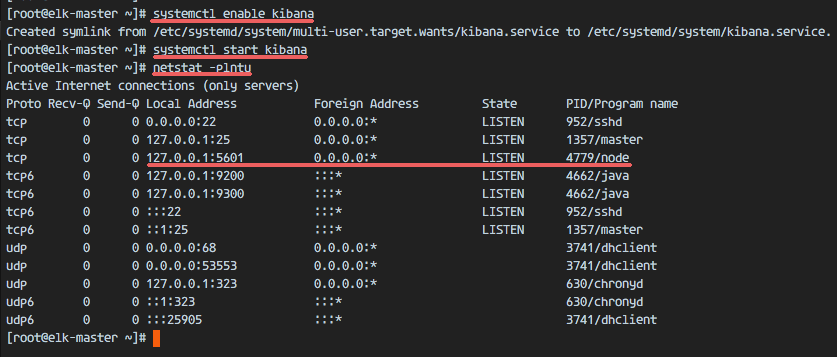 [root@elk-master ~]# systemctl enable kibana
Created symlink from /etc/systemd/system/multi-user.target.wants/kibana.service to /etc/systemd/system/kibana.service.
[root@elk-master ~]# systemctl start kibana
[root@elk-master ~]# netstat -plntu
Active Internet connections (only servers)
Proto Recv-Q Send-Q Local Address           Foreign Address         State       PID/Program name
tcp        0      0 0.0.0.0:22              0.0.0.0:*               LISTEN      952/sshd
tcp        0      0 127.0.0.1:25            0.0.0.0:*               LISTEN      1357/master
tcp        0      0 127.0.0.1:5601          0.0.0.0:*               LISTEN      4779/node
tcp6       0      0 127.0.0.1:9200          :::*                    LISTEN      4662/java
tcp6       0      0 127.0.0.1:9300          :::*                    LISTEN      4662/java
tcp6       0      0 :::22                   :::*                    LISTEN      952/sshd
tcp6       0      0 ::1:25                  :::*                    LISTEN      1357/master
udp        0      0 0.0.0.0:68              0.0.0.0:*                           3741/dhclient
udp        0      0 0.0.0.0:53553           0.0.0.0:*                           3741/dhclient
udp        0      0 127.0.0.1:323           0.0.0.0:*                           630/chronyd
udp6       0      0 ::1:323                 :::*                                630/chronyd
udp6       0      0 :::25905                :::*                                3741/dhclient
[root@elk-master ~]#